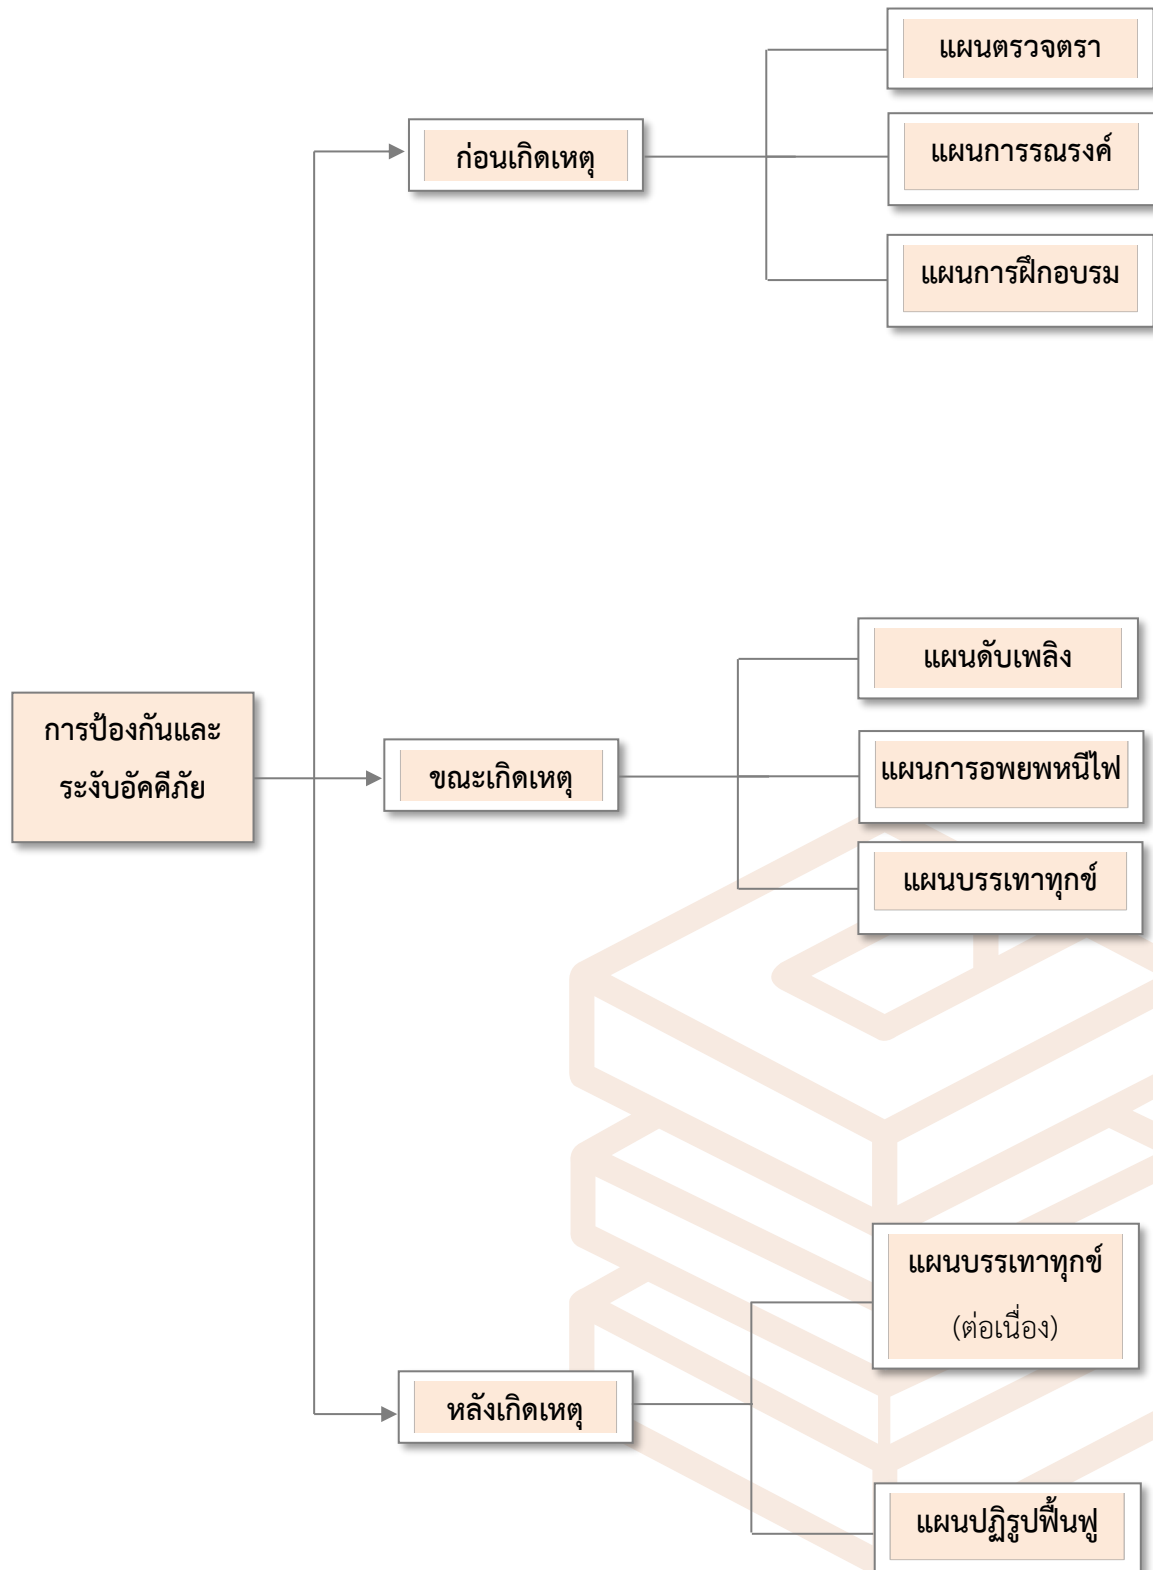 แผนตรวจตรา
ก่อนเกิดเหตุ
แผนการรณรงค์
แผนการฝึกอบรม
แผนดับเพลิง
การป้องกันและ
ระงับอัคคีภัย
ขณะเกิดเหตุ
แผนการอพยพหนีไฟ
แผนบรรเทาทุกข์
แผนบรรเทาทุกข์
(ต่อเนื่อง)
หลังเกิดเหตุ
แผนปฏิรูปฟื้นฟู